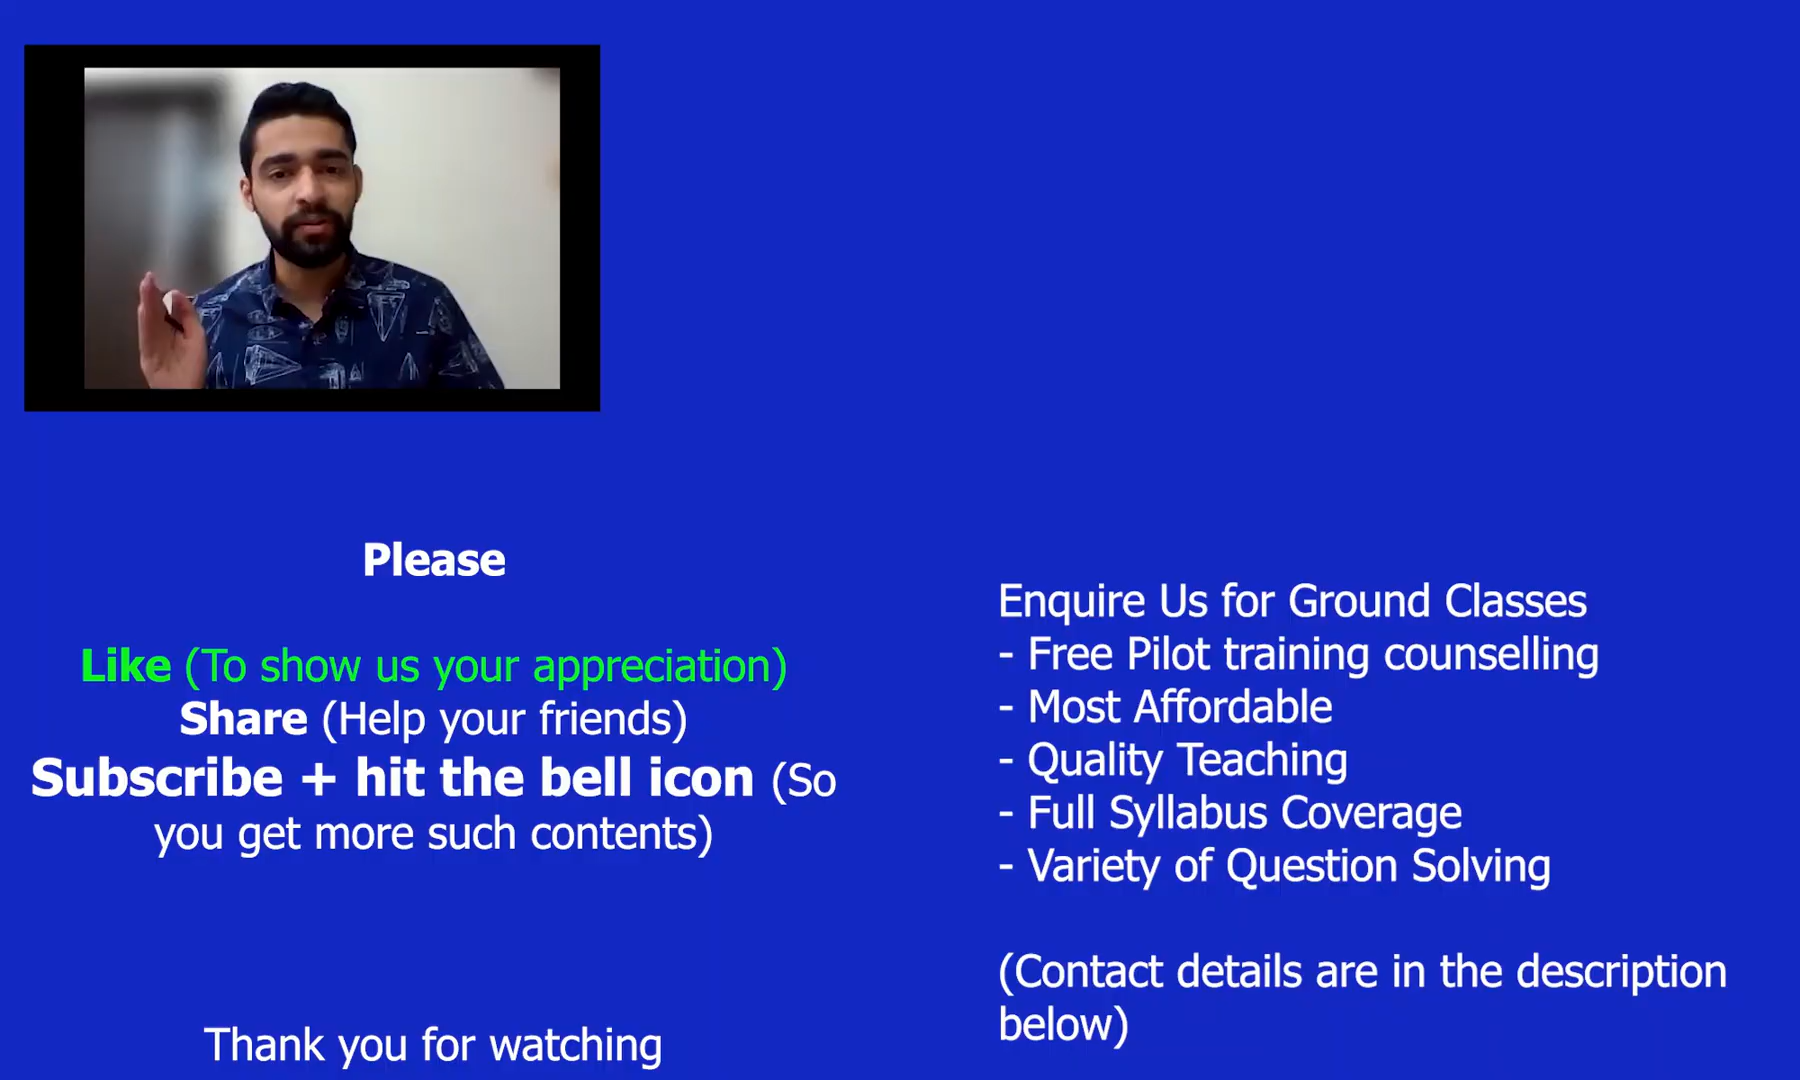 Please
Like (To show us your appreciation)
Share (Help your friends)
Subscribe + hit the bell icon (So
you get more such contents)
Thank you for watching
Enquire Us for Ground Classes
- Free Pilot training counselling
- Most Affordable
- Quality Teaching
- Full Syllabus Coverage
- Variety of Question Solving
(Contact details are in the description
below)